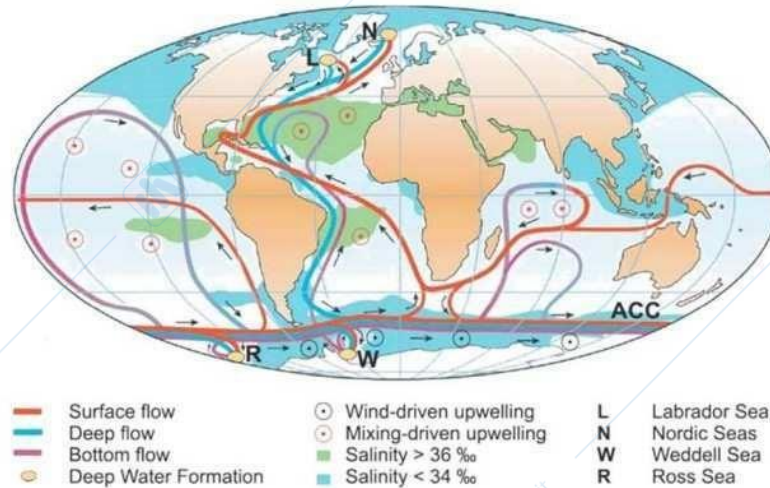 N
L
ACC
R
W
Surface flow
Deep flow
Bottom flow
Deep Water Formation
Wind-driven upwelling
Mixing-driven upwelling
Salinity > 36 ‰
Salinity < 34 ‰
L Labrador Sea
N Nordic Seas
W Weddell Sea
R Ross Sea